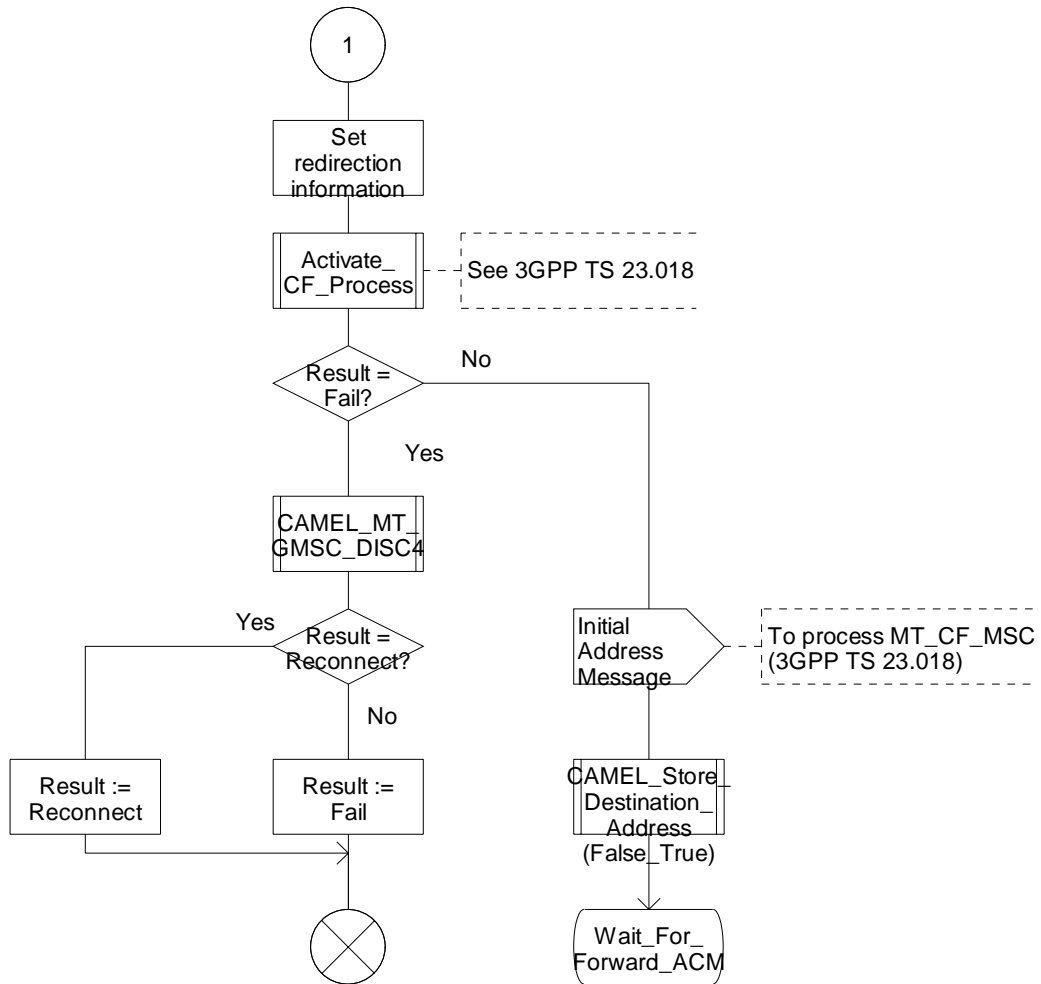 1
Set
redirection
information
Activate_
CF_Process
See 3GPP TS 23.018
Result =
Fail?
No
Yes
CAMEL_MT_
GMSC_DISC4
Yes
Result =
Reconnect?
No
Initial
Address
Message
To process MT_CF_MSC
(3GPP TS 23.018)
Result :=
Reconnect
Result :=
Fail
CAMEL_Store_
Destination_
Address
(False_True)
Wait_For_
Forward_ACM